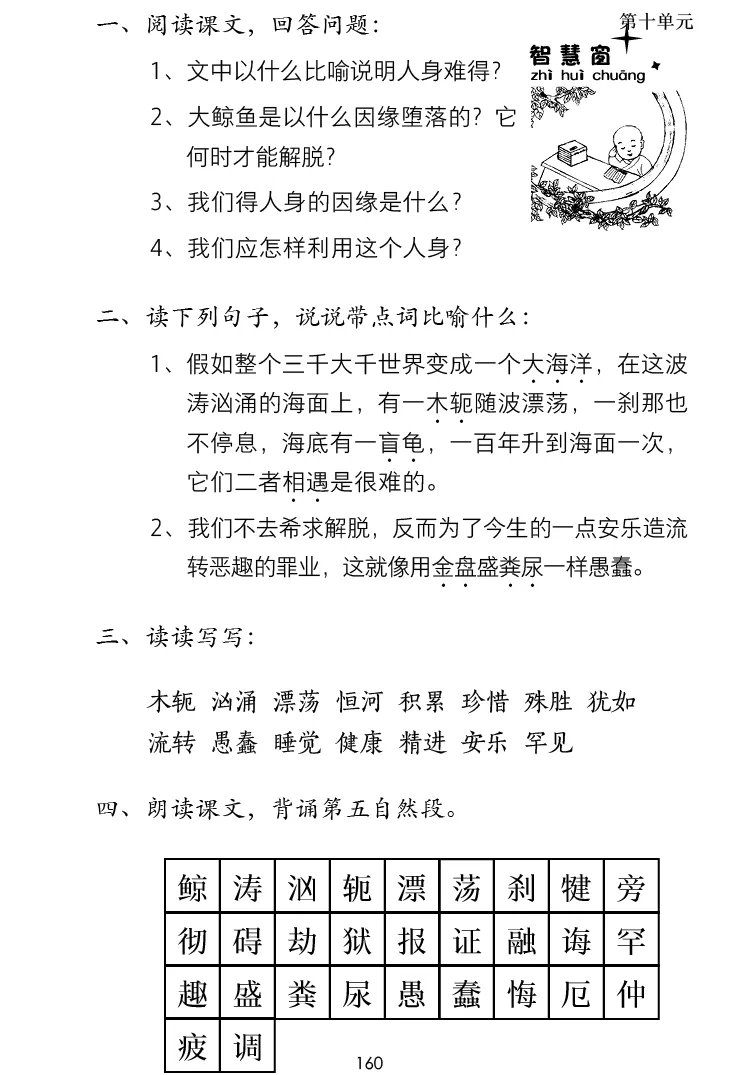 第十单元
智慧窗
zhì huì chuāng
一、阅读课文，回答问题：
1、文中以什么比喻说明人身难得？
2、大鲸鱼是以什么因缘堕落的？它
何时才能解脱？
3、我们得人身的因缘是什么？
4、我们应怎样利用这个人身？
二、读下列句子，说说带点词比喻什么：
1、假如整个三千大千世界变成一个大海洋，在这波
涛汹涌的海面上，有一木轭随波漂荡，一刹那也
不停息，海底有一盲龟，一百年升到海面一次，
它们二者相遇是很难的。
2、我们不去希求解脱，反而为了今生的一点安乐造流
转恶趣的罪业，这就像用金盘盛粪尿一样愚蠢。
三、读读写写：
木轭 汹涌 漂荡 恒河 积累 珍惜 殊胜 犹如
流转 愚蠢 睡觉 健康 精进 安乐 罕见
四、朗读课文，背诵第五自然段。
鲸 涛 汹 轭 漂 荡 刹 犍 旁
彻 碍 劫 狱 报 证 融 诲 罕
趣 盛 粪 尿 愚 蠢 悔 厄 仲
疲 调
160